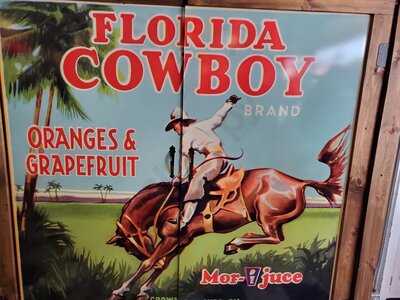 FLORIDA
COWBOY
BRAND
ORANGES &
GRAPEFRUIT
Mor-juce